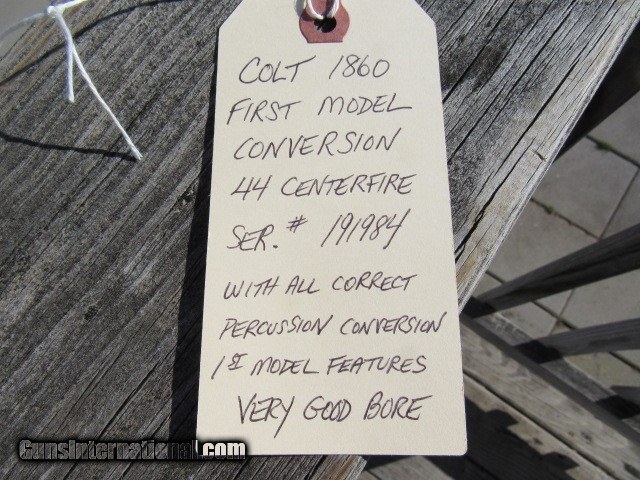 COLT 1860
FIRST MODEL
CONVERSION
44 CENTERFIRE
SER. # 191984
WITH ALL CORRECT
PERCUSSION CONVERSION
1ST MODEL FEATURES
VERY GOOD BORE
GunsInternational.com